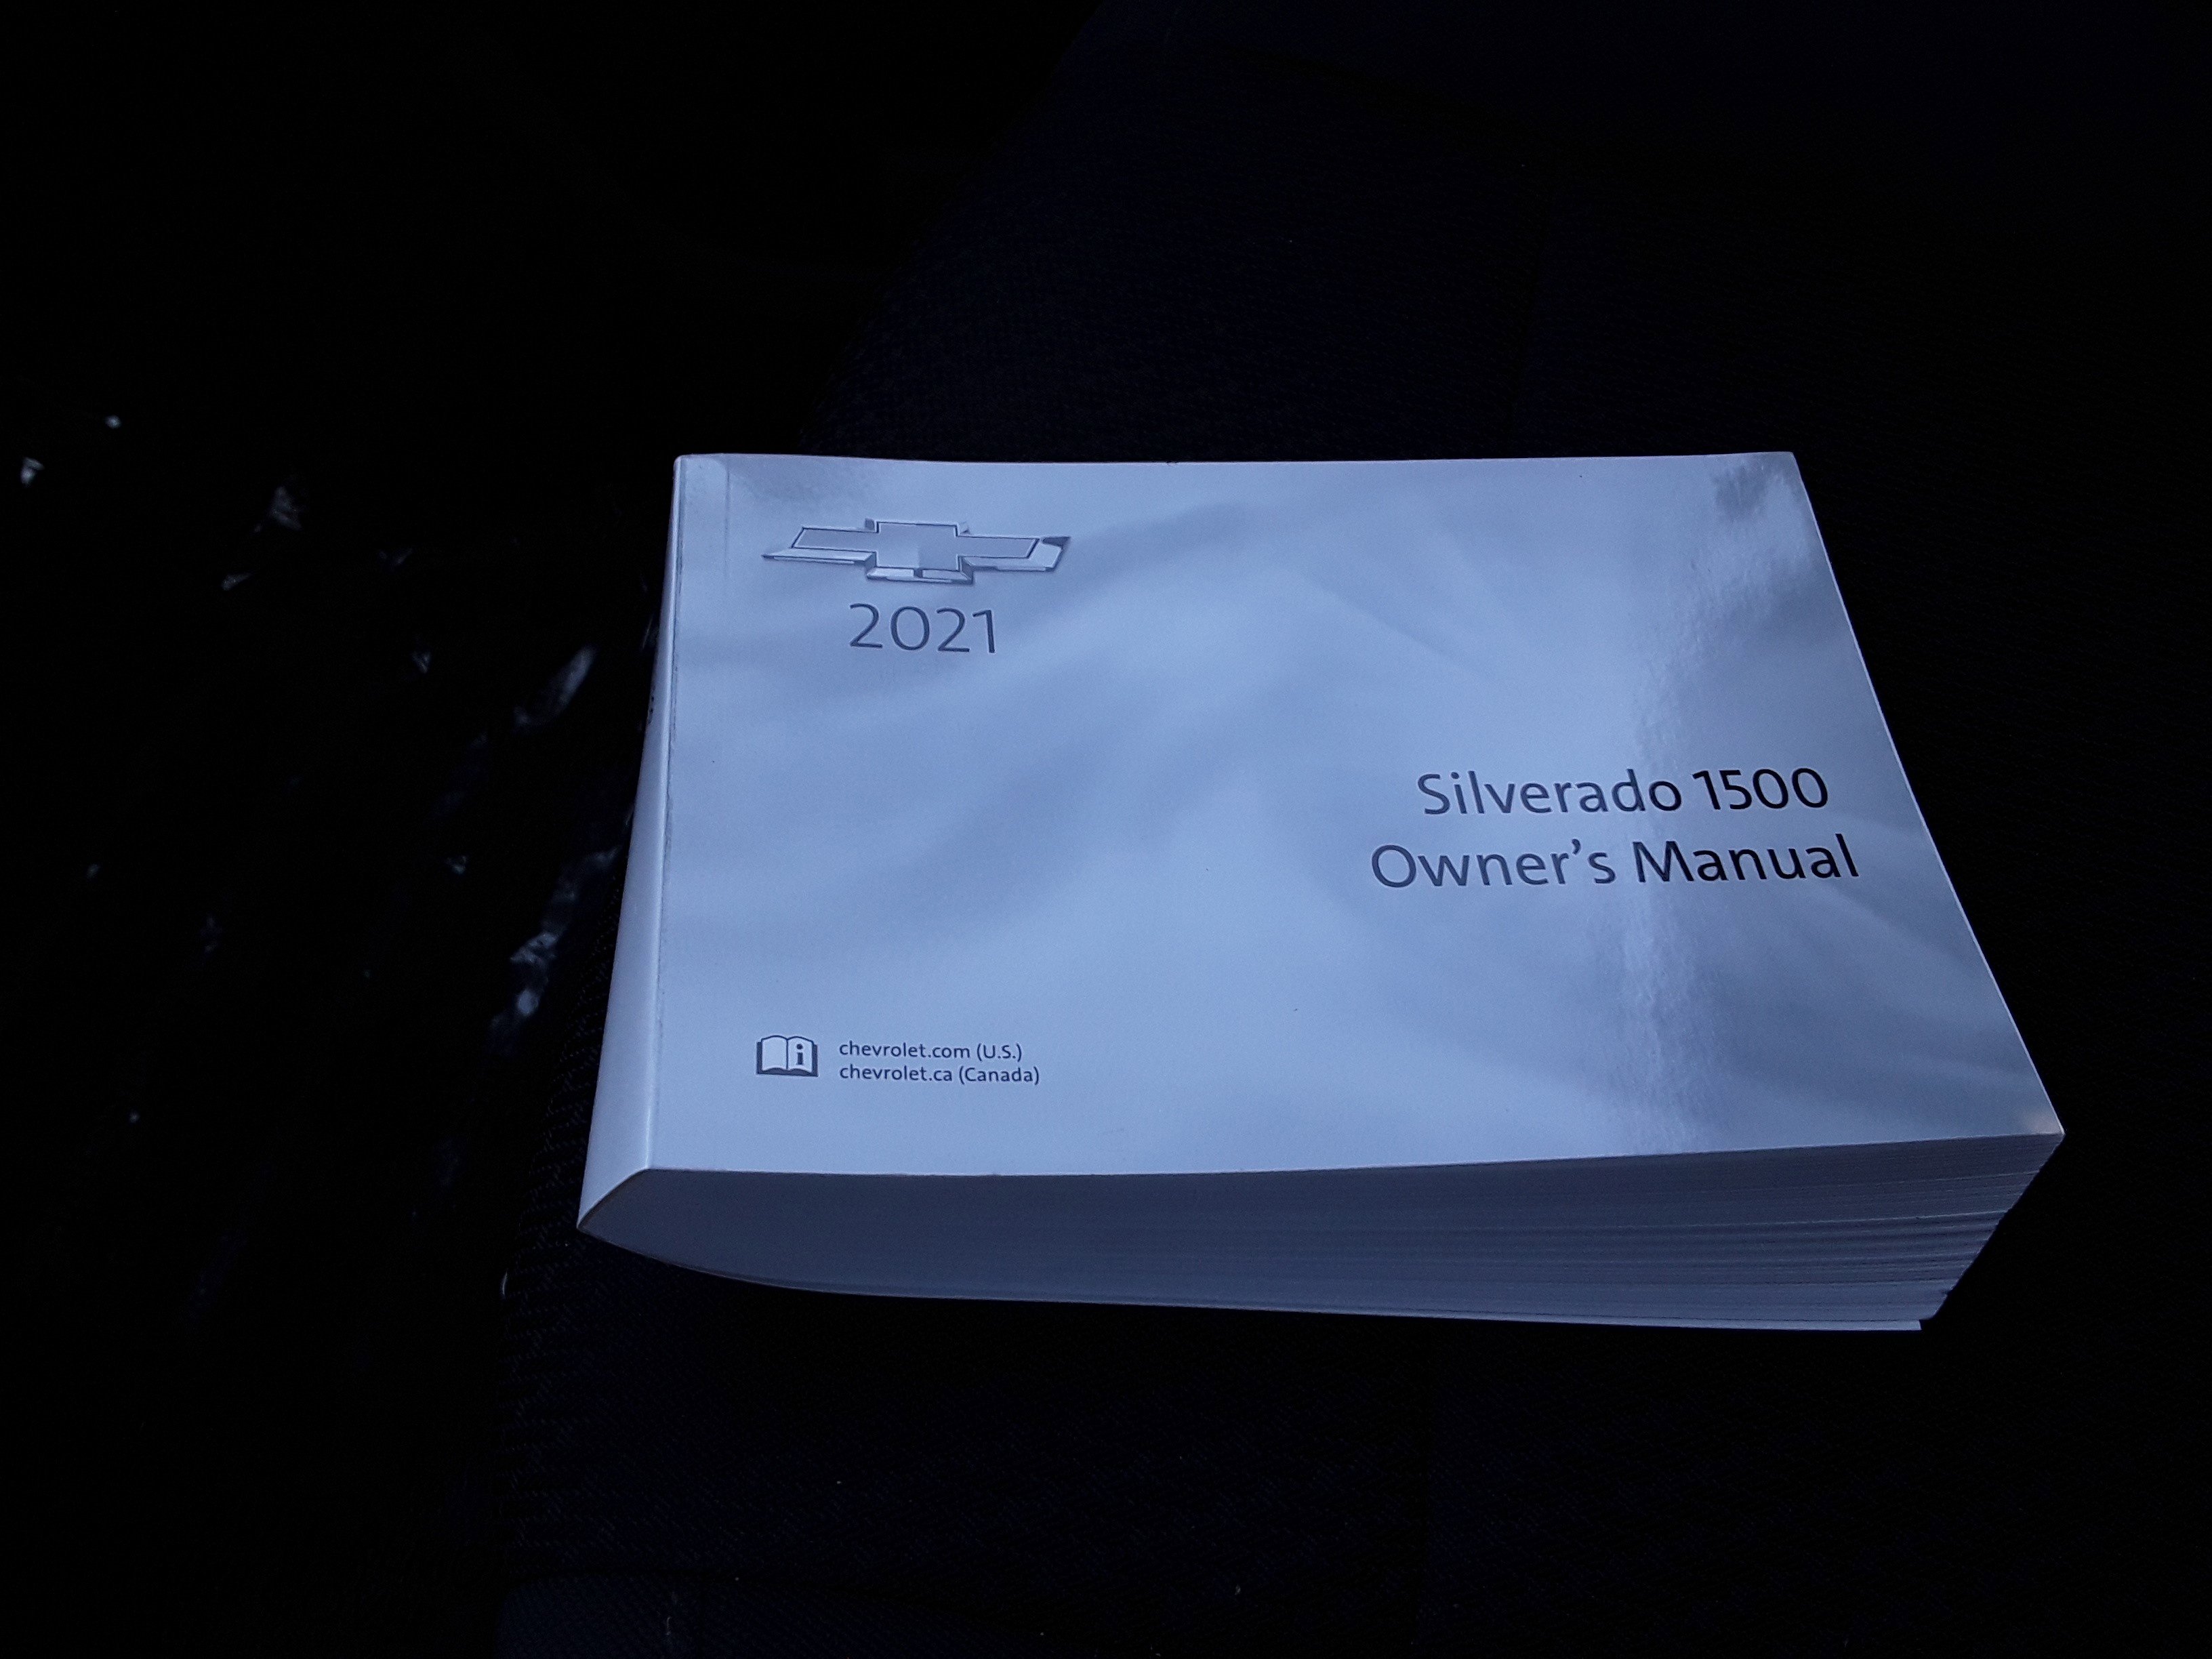 2021
Silverado 1500
Owner's Manual
chevrolet.com (U.S.)
chevrolet.ca (Canada)